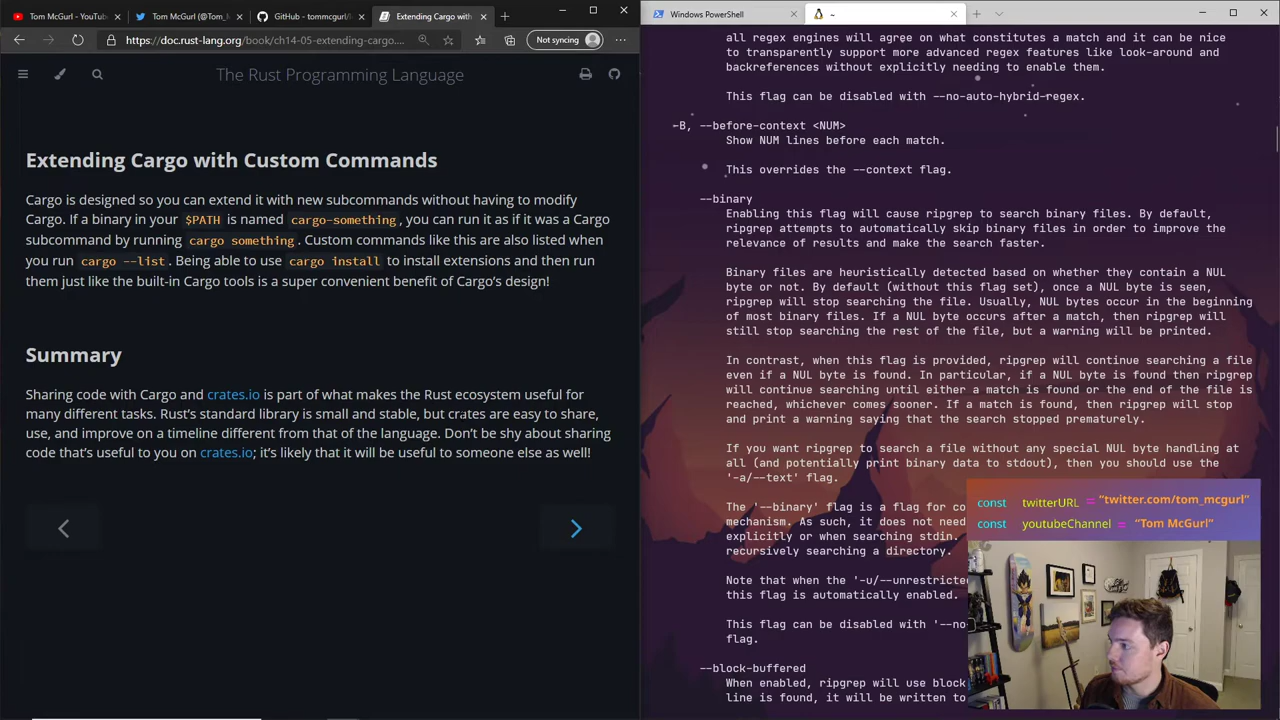 Tom McGurl - YouTu
Tom McGurl (@Tom_
GitHub - tommcgurl/
Extending Cargo with
https://doc.rust-lang.org/book/ch14-05-extending-cargo....
Not syncing
The Rust Programming Language
Extending Cargo with Custom Commands
Cargo is designed so you can extend it with new subcommands without having to modify
Cargo. If a binary in your $PATH is named cargo-something, you can run it as if it was a Cargo
subcommand by running cargo something. Custom commands like this are also listed when
you run cargo --list. Being able to use cargo install to install extensions and then run
them just like the built-in Cargo tools is a super convenient benefit of Cargo's design!
Summary
Sharing code with Cargo and crates.io is part of what makes the Rust ecosystem useful for
many different tasks. Rust's standard library is small and stable, but crates are easy to share,
use, and improve on a timeline different from that of the language. Don't be shy about sharing
code that's useful to you on crates.io; it's likely that it will be useful to someone else as well!
Windows PowerShell
~
all regex engines will agree on what constitutes a match and it can be nice
to transparently support more advanced regex features like look-around and
backreferences without explicitly needing to enable them.
This flag can be disabled with --no-auto-hybrid-regex.
-B, --before-context <NUM>
Show NUM lines before each match.
This overrides the --context flag.
--binary
Enabling this flag will cause ripgrep to search binary files. By default,
ripgrep attempts to automatically skip binary files in order to improve the
relevance of results and make the search faster.
Binary files are heuristically detected based on whether they contain a NUL
byte or not. By default (without this flag set), once a NUL byte is seen,
ripgrep will stop searching the file. Usually, NUL bytes occur in the beginning
of most binary files. If a NUL byte occurs after a match, then ripgrep will
still stop searching the rest of the file, but a warning will be printed.
In contrast, when this flag is provided, ripgrep will continue searching a file
even if a NUL byte is found. In particular, if a NUL byte is found then ripgrep
will continue searching until either a match is found or the end of the file is
reached, whichever comes sooner. If a match is found, then ripgrep will stop
and print a warning saying that the search stopped prematurely.
If you want ripgrep to search a file without any special NUL byte handling at
all (and potentially print binary data to stdout), then you should use the
'-a/--text' flag.
The '--binary' flag is a flag for co
mechanism. As such, it does not need
explicitly or when searching stdin.
recursively searching a directory.
Note that when the '-u/--unrestricted
this flag is automatically enabled.
This flag can be disabled with '--no-
flag.
--block-buffered
When enabled, ripgrep will use block
line is found, it will be written to
const twitterURL = "twitter.com/tom_mcgurl"
const youtubeChannel = "Tom McGurl"